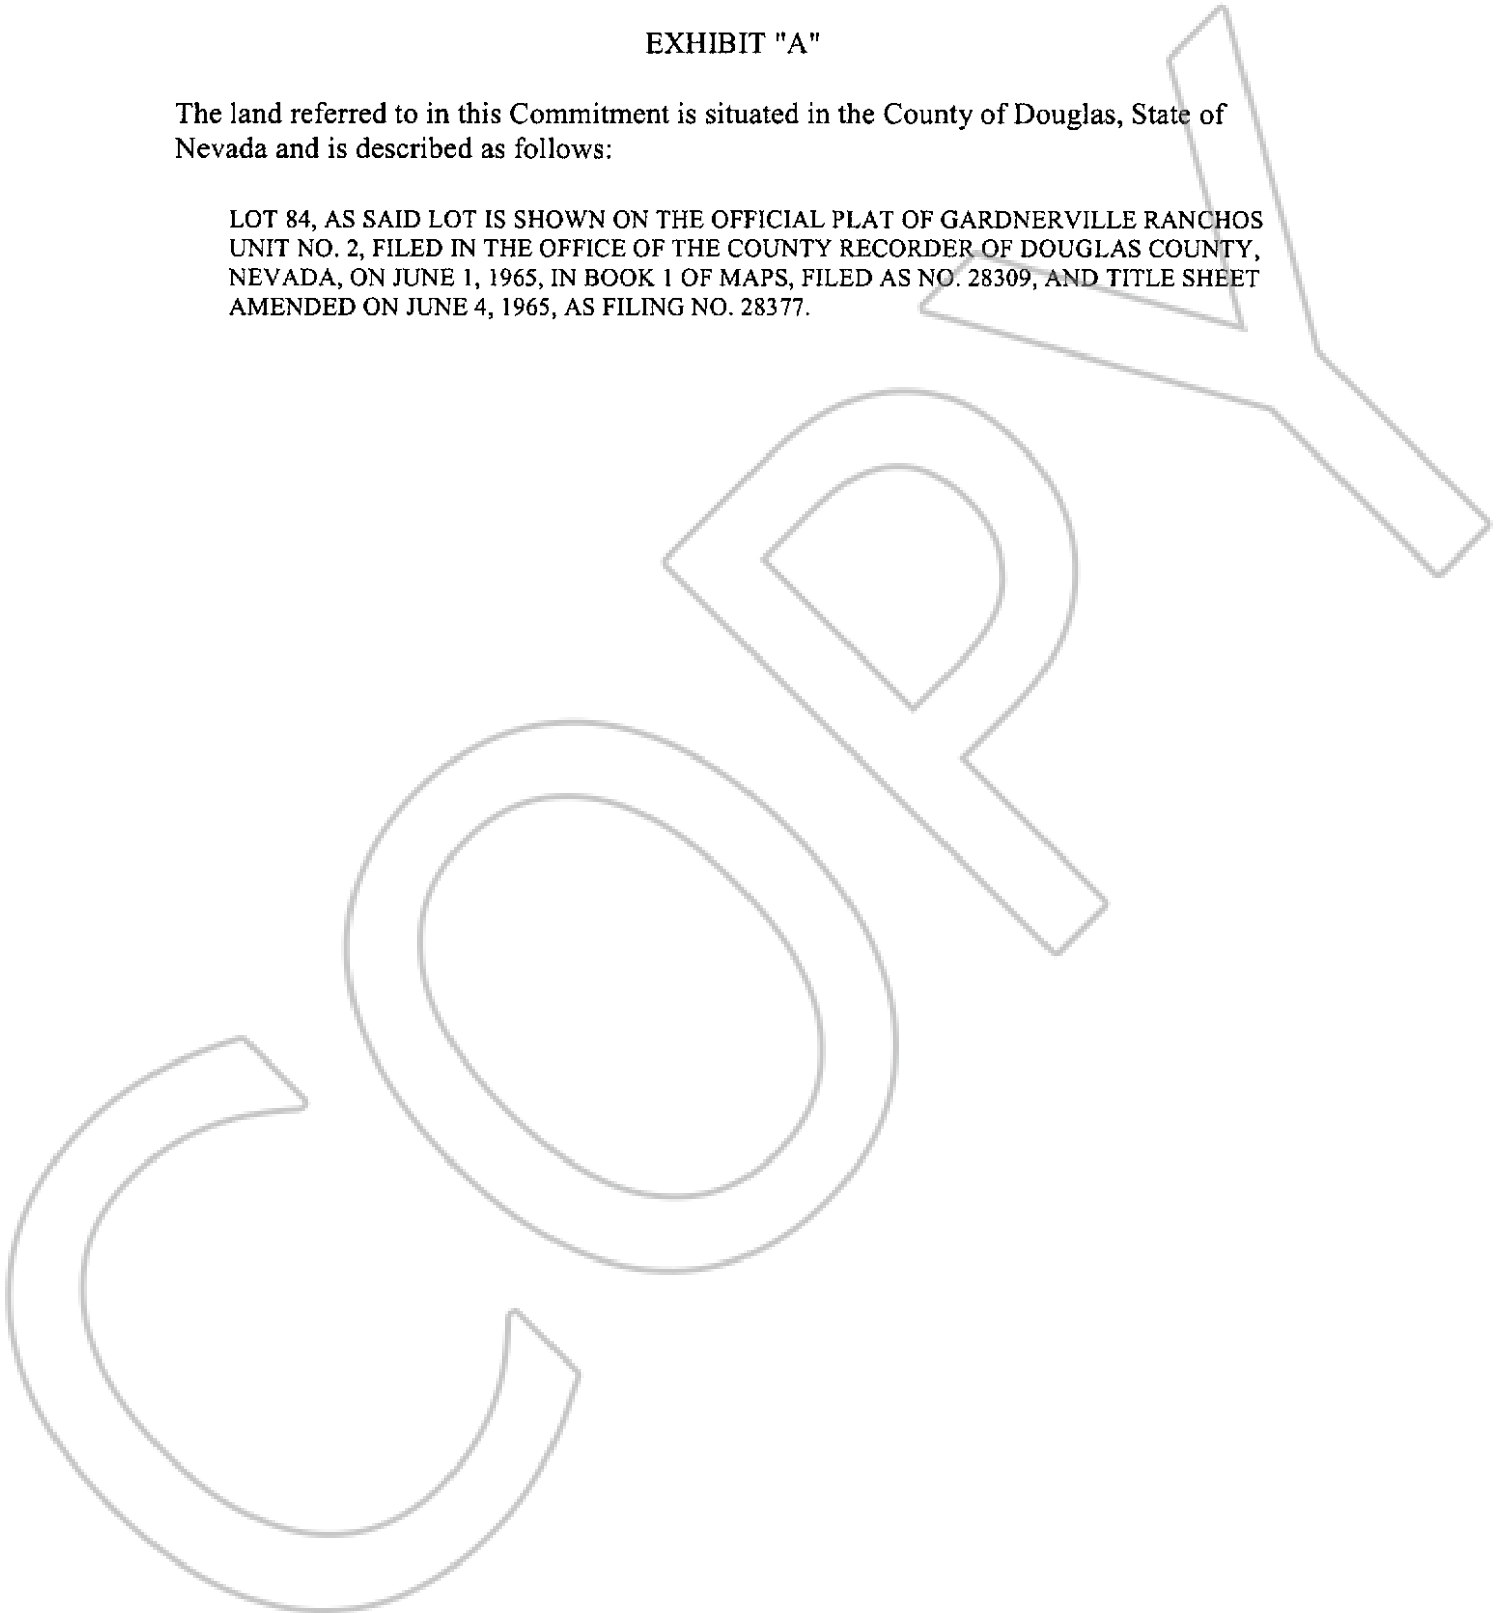 EXHIBIT "A"
The land referred to in this Commitment is situated in the County of Douglas, State of
Nevada and is described as follows:
LOT 84, AS SAID LOT IS SHOWN ON THE OFFICIAL PLAT OF GARDNERVILLE RANCHOS
UNIT NO. 2, FILED IN THE OFFICE OF THE COUNTY RECORDER OF DOUGLAS COUNTY,
NEVADA, ON JUNE 1, 1965, IN BOOK 1 OF MAPS, FILED AS NO. 28309, AND TITLE SHEET
AMENDED ON JUNE 4, 1965, AS FILING NO. 28377.
COPY